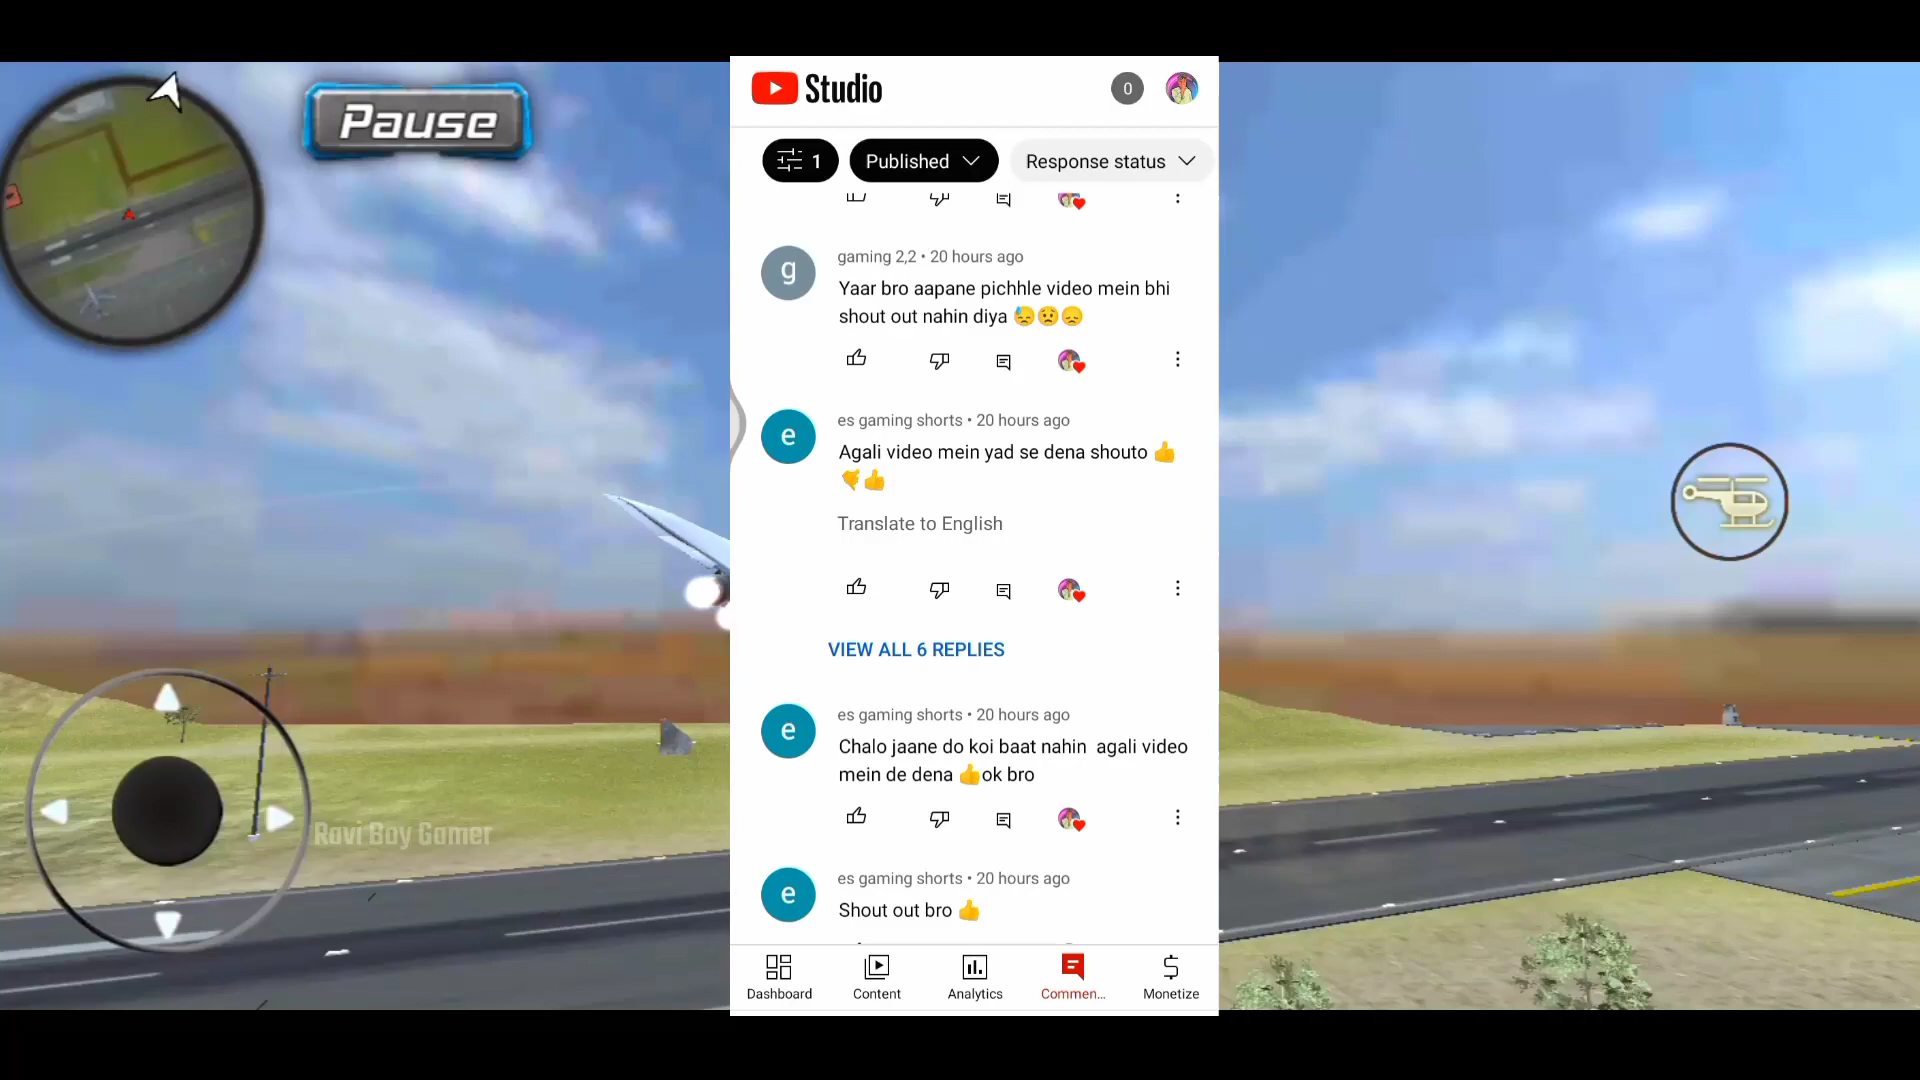 Pause
Studio
0
1
Published
Response status
g
gaming 2,2 • 20 hours ago
Yaar bro aapane pichhle video mein bhi
shout out nahin diya 😓😟😞
e
es gaming shorts • 20 hours ago
Agali video mein yad se dena shouto 👍
🤙👍
Translate to English
VIEW ALL 6 REPLIES
e
es gaming shorts • 20 hours ago
Chalo jaane do koi baat nahin  agali video
mein de dena 👍ok bro
e
es gaming shorts • 20 hours ago
Shout out bro 👍
Dashboard
Content
Analytics
Commen...
Monetize
Ravi Boy Gamer